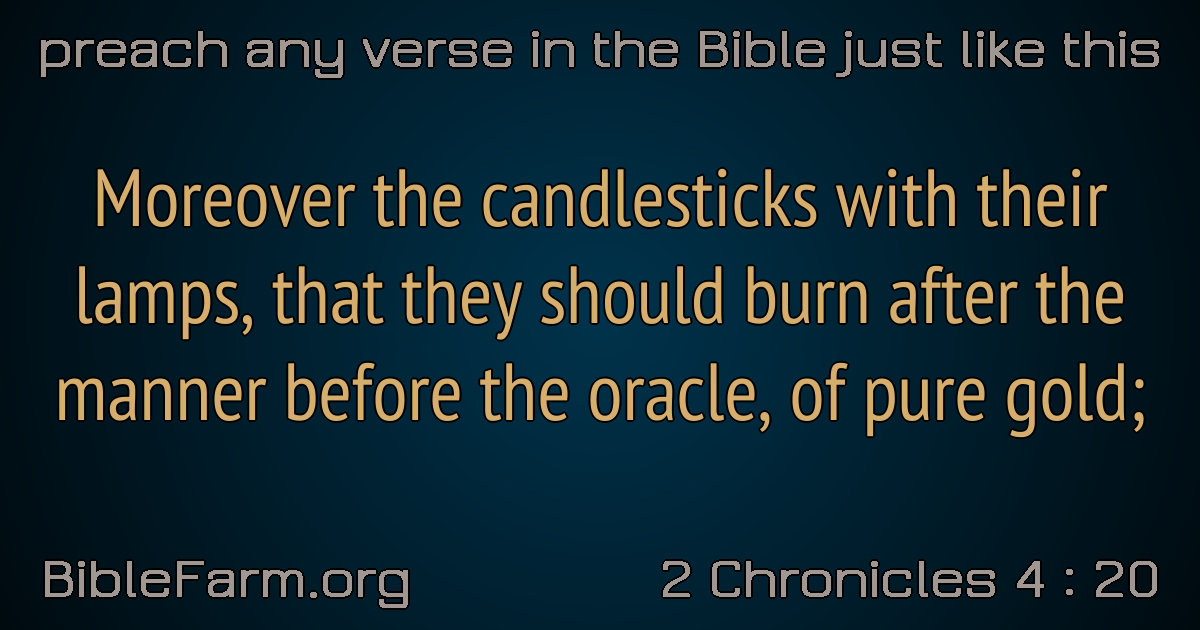 preach any verse in the Bible just like this
Moreover the candlesticks with their
lamps, that they should burn after the
manner before the oracle, of pure gold;
BibleFarm.org
2 Chronicles 4 : 20